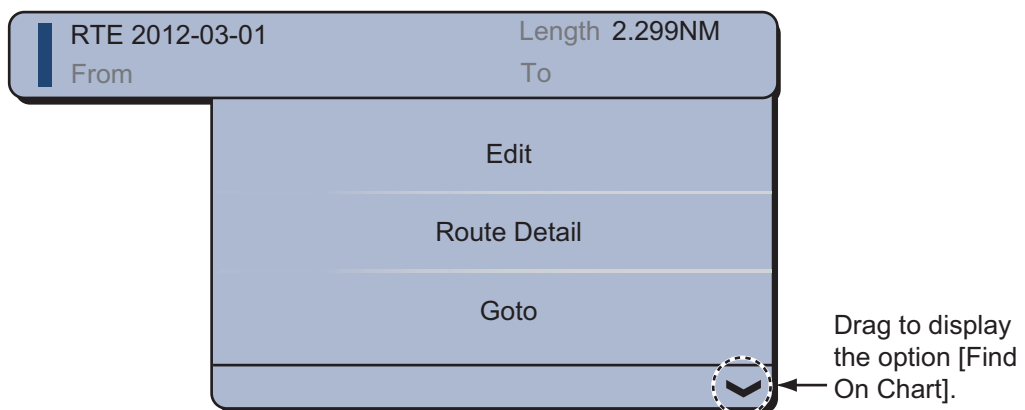 RTE 2012-03-01 Length 2.299NM
From To
Edit
Route Detail
Goto
Drag to display
the option [Find
On Chart].